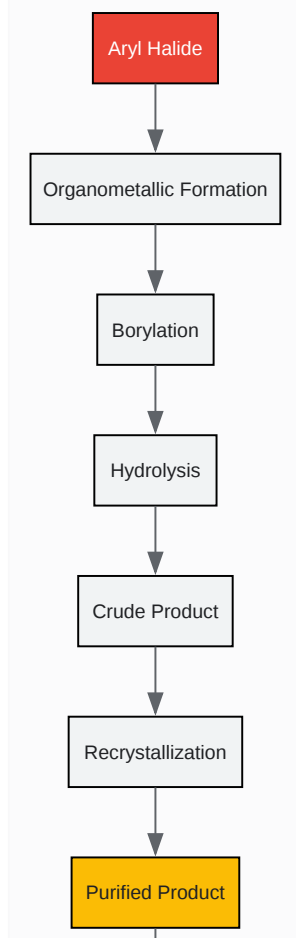 Aryl Halide
Organometallic Formation
Borylation
Hydrolysis
Crude Product
Recrystallization
Purified Product